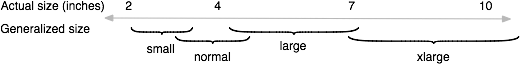 Actual size (inches) 2 4 7 10
Generalized size
small large xlarge
normal